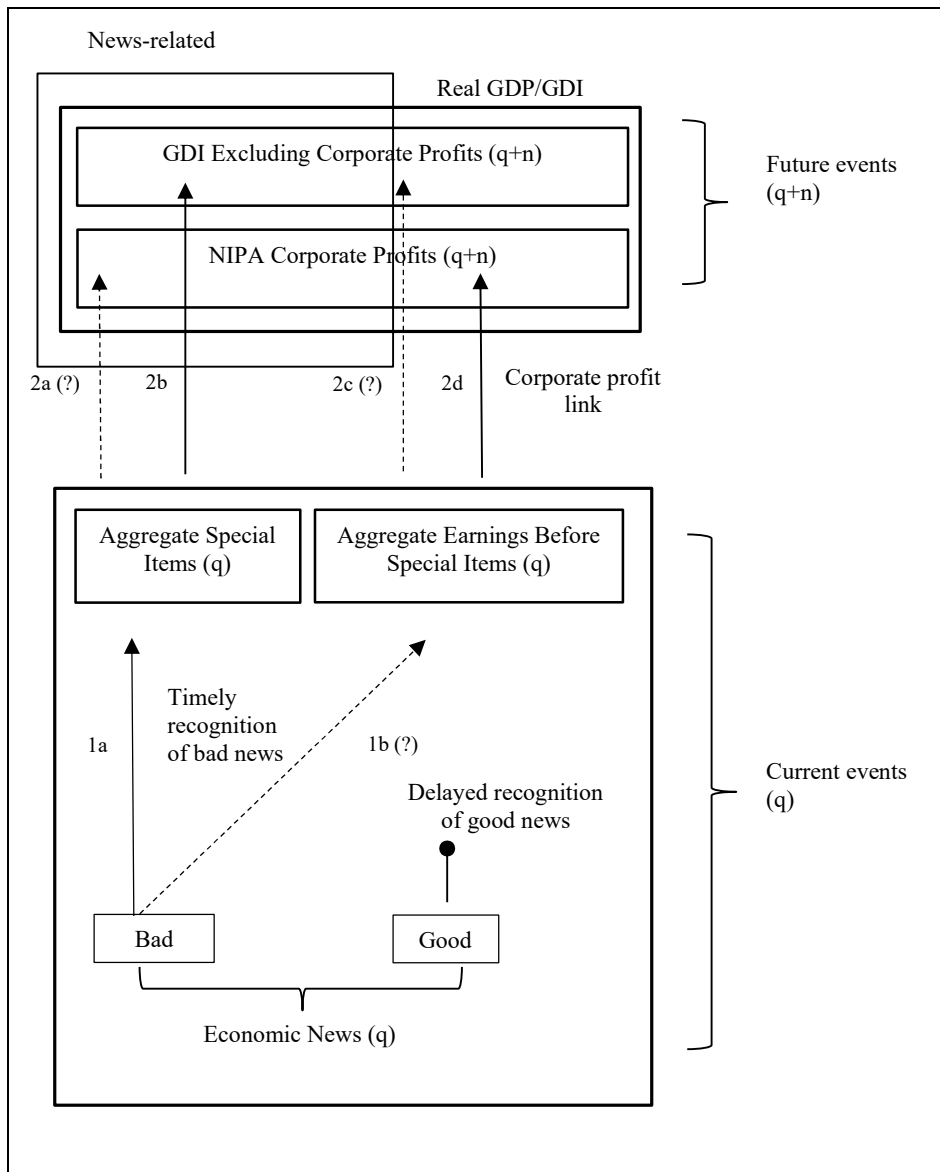 News-related
Real GDP/GDI
GDI Excluding Corporate Profits (q+n)
Future events
(q+n)
NIPA Corporate Profits (q+n)
2a (?)
2b
2c (?)
2d
Corporate profit
link
Aggregate Special
Items (q)
Aggregate Earnings Before
Special Items (q)
Timely
recognition
of bad news
1a
1b (?)
Current events
(q)
Delayed recognition
of good news
Bad
Good
Economic News (q)